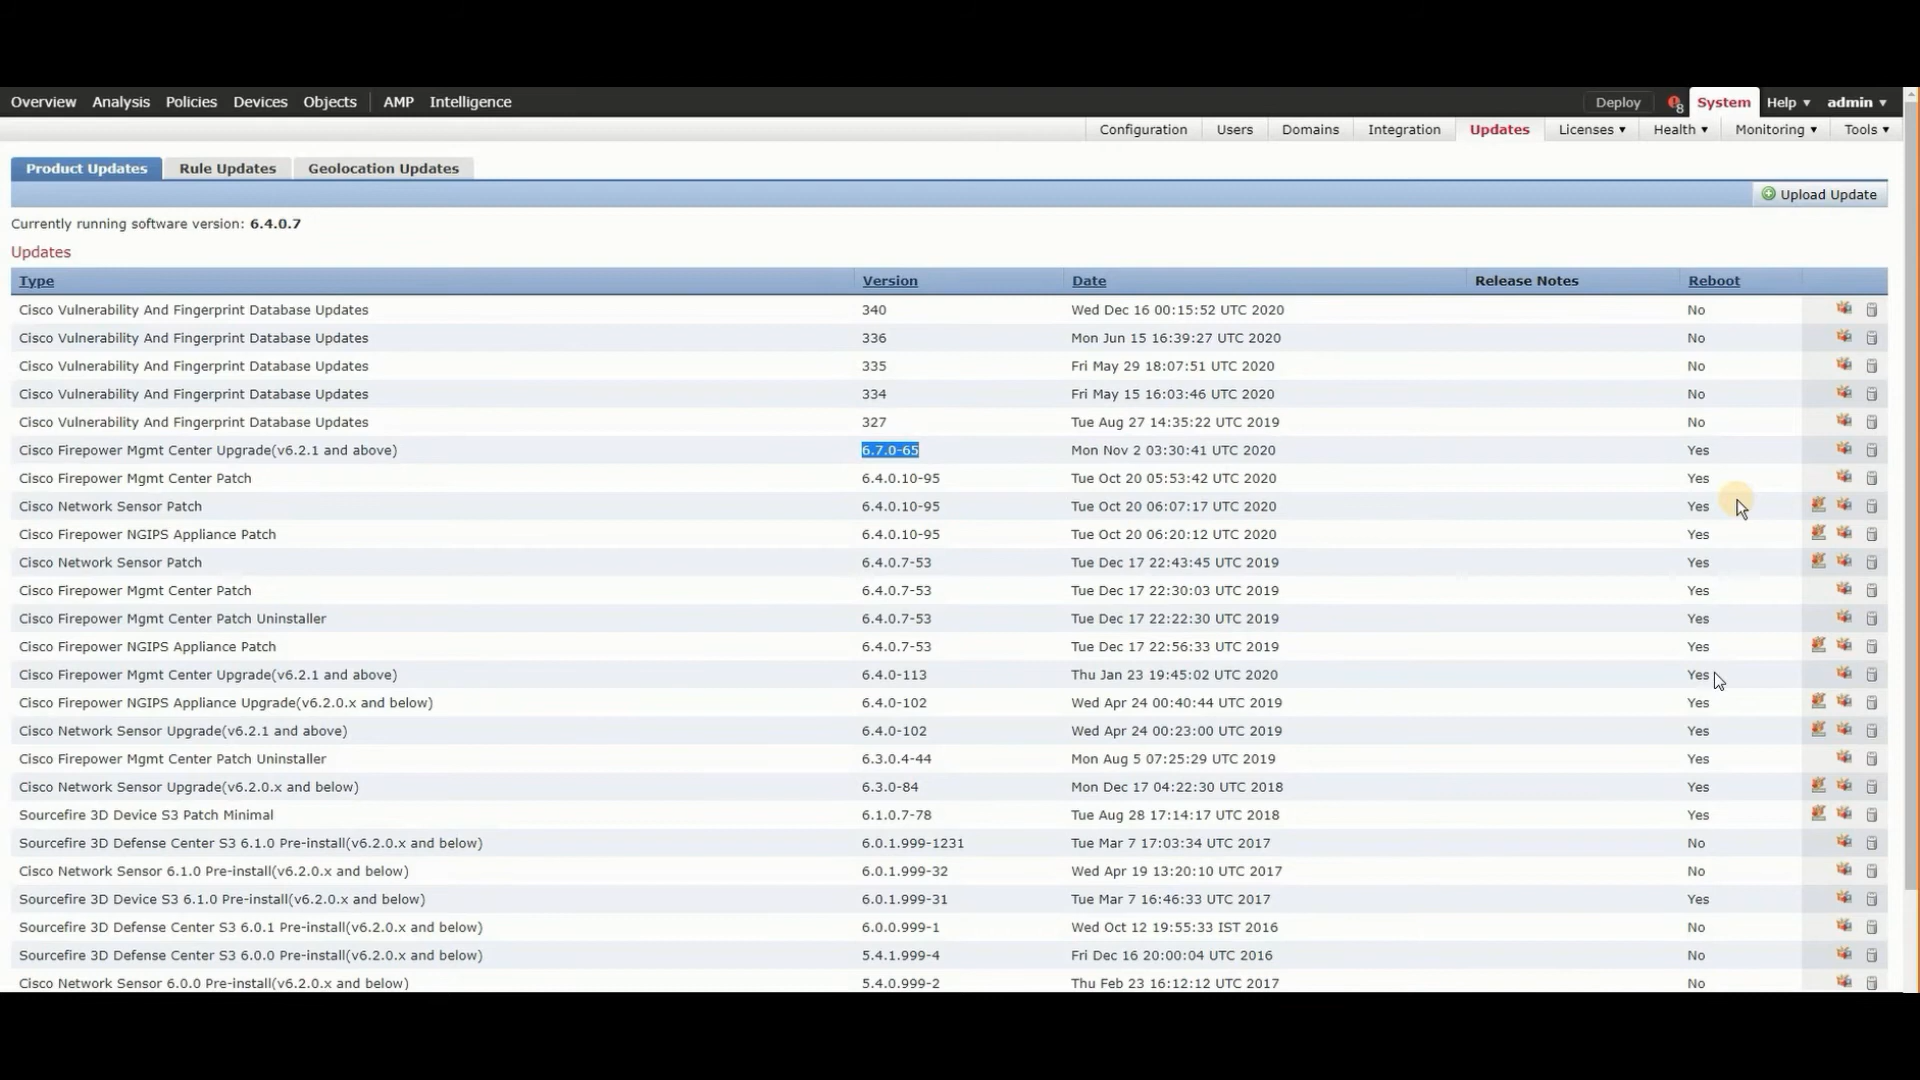 Overview Analysis Policies Devices Objects AMP Intelligence Deploy 8 System Help admin
Configuration Users Domains Integration Updates Licenses Health Monitoring Tools
Product Updates Rule Updates Geolocation Updates
Upload Update
Currently running software version: 6.4.0.7
Updates
Type Version Date Release Notes Reboot
Cisco Vulnerability And Fingerprint Database Updates 340 Wed Dec 16 00:15:52 UTC 2020 No
Cisco Vulnerability And Fingerprint Database Updates 336 Mon Jun 15 16:39:27 UTC 2020 No
Cisco Vulnerability And Fingerprint Database Updates 335 Fri May 29 18:07:51 UTC 2020 No
Cisco Vulnerability And Fingerprint Database Updates 334 Fri May 15 16:03:46 UTC 2020 No
Cisco Vulnerability And Fingerprint Database Updates 327 Tue Aug 27 14:35:22 UTC 2019 No
Cisco Firepower Mgmt Center Upgrade(v6.2.1 and above) 6.7.0-65 Mon Nov 2 03:30:41 UTC 2020 Yes
Cisco Firepower Mgmt Center Patch 6.4.0.10-95 Tue Oct 20 05:53:42 UTC 2020 Yes
Cisco Network Sensor Patch 6.4.0.10-95 Tue Oct 20 06:07:17 UTC 2020 Yes
Cisco Firepower NGIPS Appliance Patch 6.4.0.10-95 Tue Oct 20 06:20:12 UTC 2020 Yes
Cisco Network Sensor Patch 6.4.0.7-53 Tue Dec 17 22:43:45 UTC 2019 Yes
Cisco Firepower Mgmt Center Patch 6.4.0.7-53 Tue Dec 17 22:30:03 UTC 2019 Yes
Cisco Firepower Mgmt Center Patch Uninstaller 6.4.0.7-53 Tue Dec 17 22:22:30 UTC 2019 Yes
Cisco Firepower NGIPS Appliance Patch 6.4.0.7-53 Tue Dec 17 22:56:33 UTC 2019 Yes
Cisco Firepower Mgmt Center Upgrade(v6.2.1 and above) 6.4.0-113 Thu Jan 23 19:45:02 UTC 2020 Yes
Cisco Firepower NGIPS Appliance Upgrade(v6.2.0.x and below) 6.4.0-102 Wed Apr 24 00:40:44 UTC 2019 Yes
Cisco Network Sensor Upgrade(v6.2.1 and above) 6.4.0-102 Wed Apr 24 00:23:00 UTC 2019 Yes
Cisco Firepower Mgmt Center Patch Uninstaller 6.3.0.4-44 Mon Aug 5 07:25:29 UTC 2019 Yes
Cisco Network Sensor Upgrade(v6.2.0.x and below) 6.3.0-84 Mon Dec 17 04:22:30 UTC 2018 Yes
Sourcefire 3D Device S3 Patch Minimal 6.1.0.7-78 Tue Aug 28 17:14:17 UTC 2018 Yes
Sourcefire 3D Defense Center S3 6.1.0 Pre-install(v6.2.0.x and below) 6.0.1.999-1231 Tue Mar 7 17:03:34 UTC 2017 No
Cisco Network Sensor 6.1.0 Pre-install(v6.2.0.x and below) 6.0.1.999-32 Wed Apr 19 13:20:10 UTC 2017 No
Sourcefire 3D Device S3 6.1.0 Pre-install(v6.2.0.x and below) 6.0.1.999-31 Tue Mar 7 16:46:33 UTC 2017 Yes
Sourcefire 3D Defense Center S3 6.0.1 Pre-install(v6.2.0.x and below) 6.0.0.999-1 Wed Oct 12 19:55:33 IST 2016 No
Sourcefire 3D Defense Center S3 6.0.0 Pre-install(v6.2.0.x and below) 5.4.1.999-4 Fri Dec 16 20:00:04 UTC 2016 No
Cisco Network Sensor 6.0.0 Pre-install(v6.2.0.x and below) 5.4.0.999-2 Thu Feb 23 16:12:12 UTC 2017 No